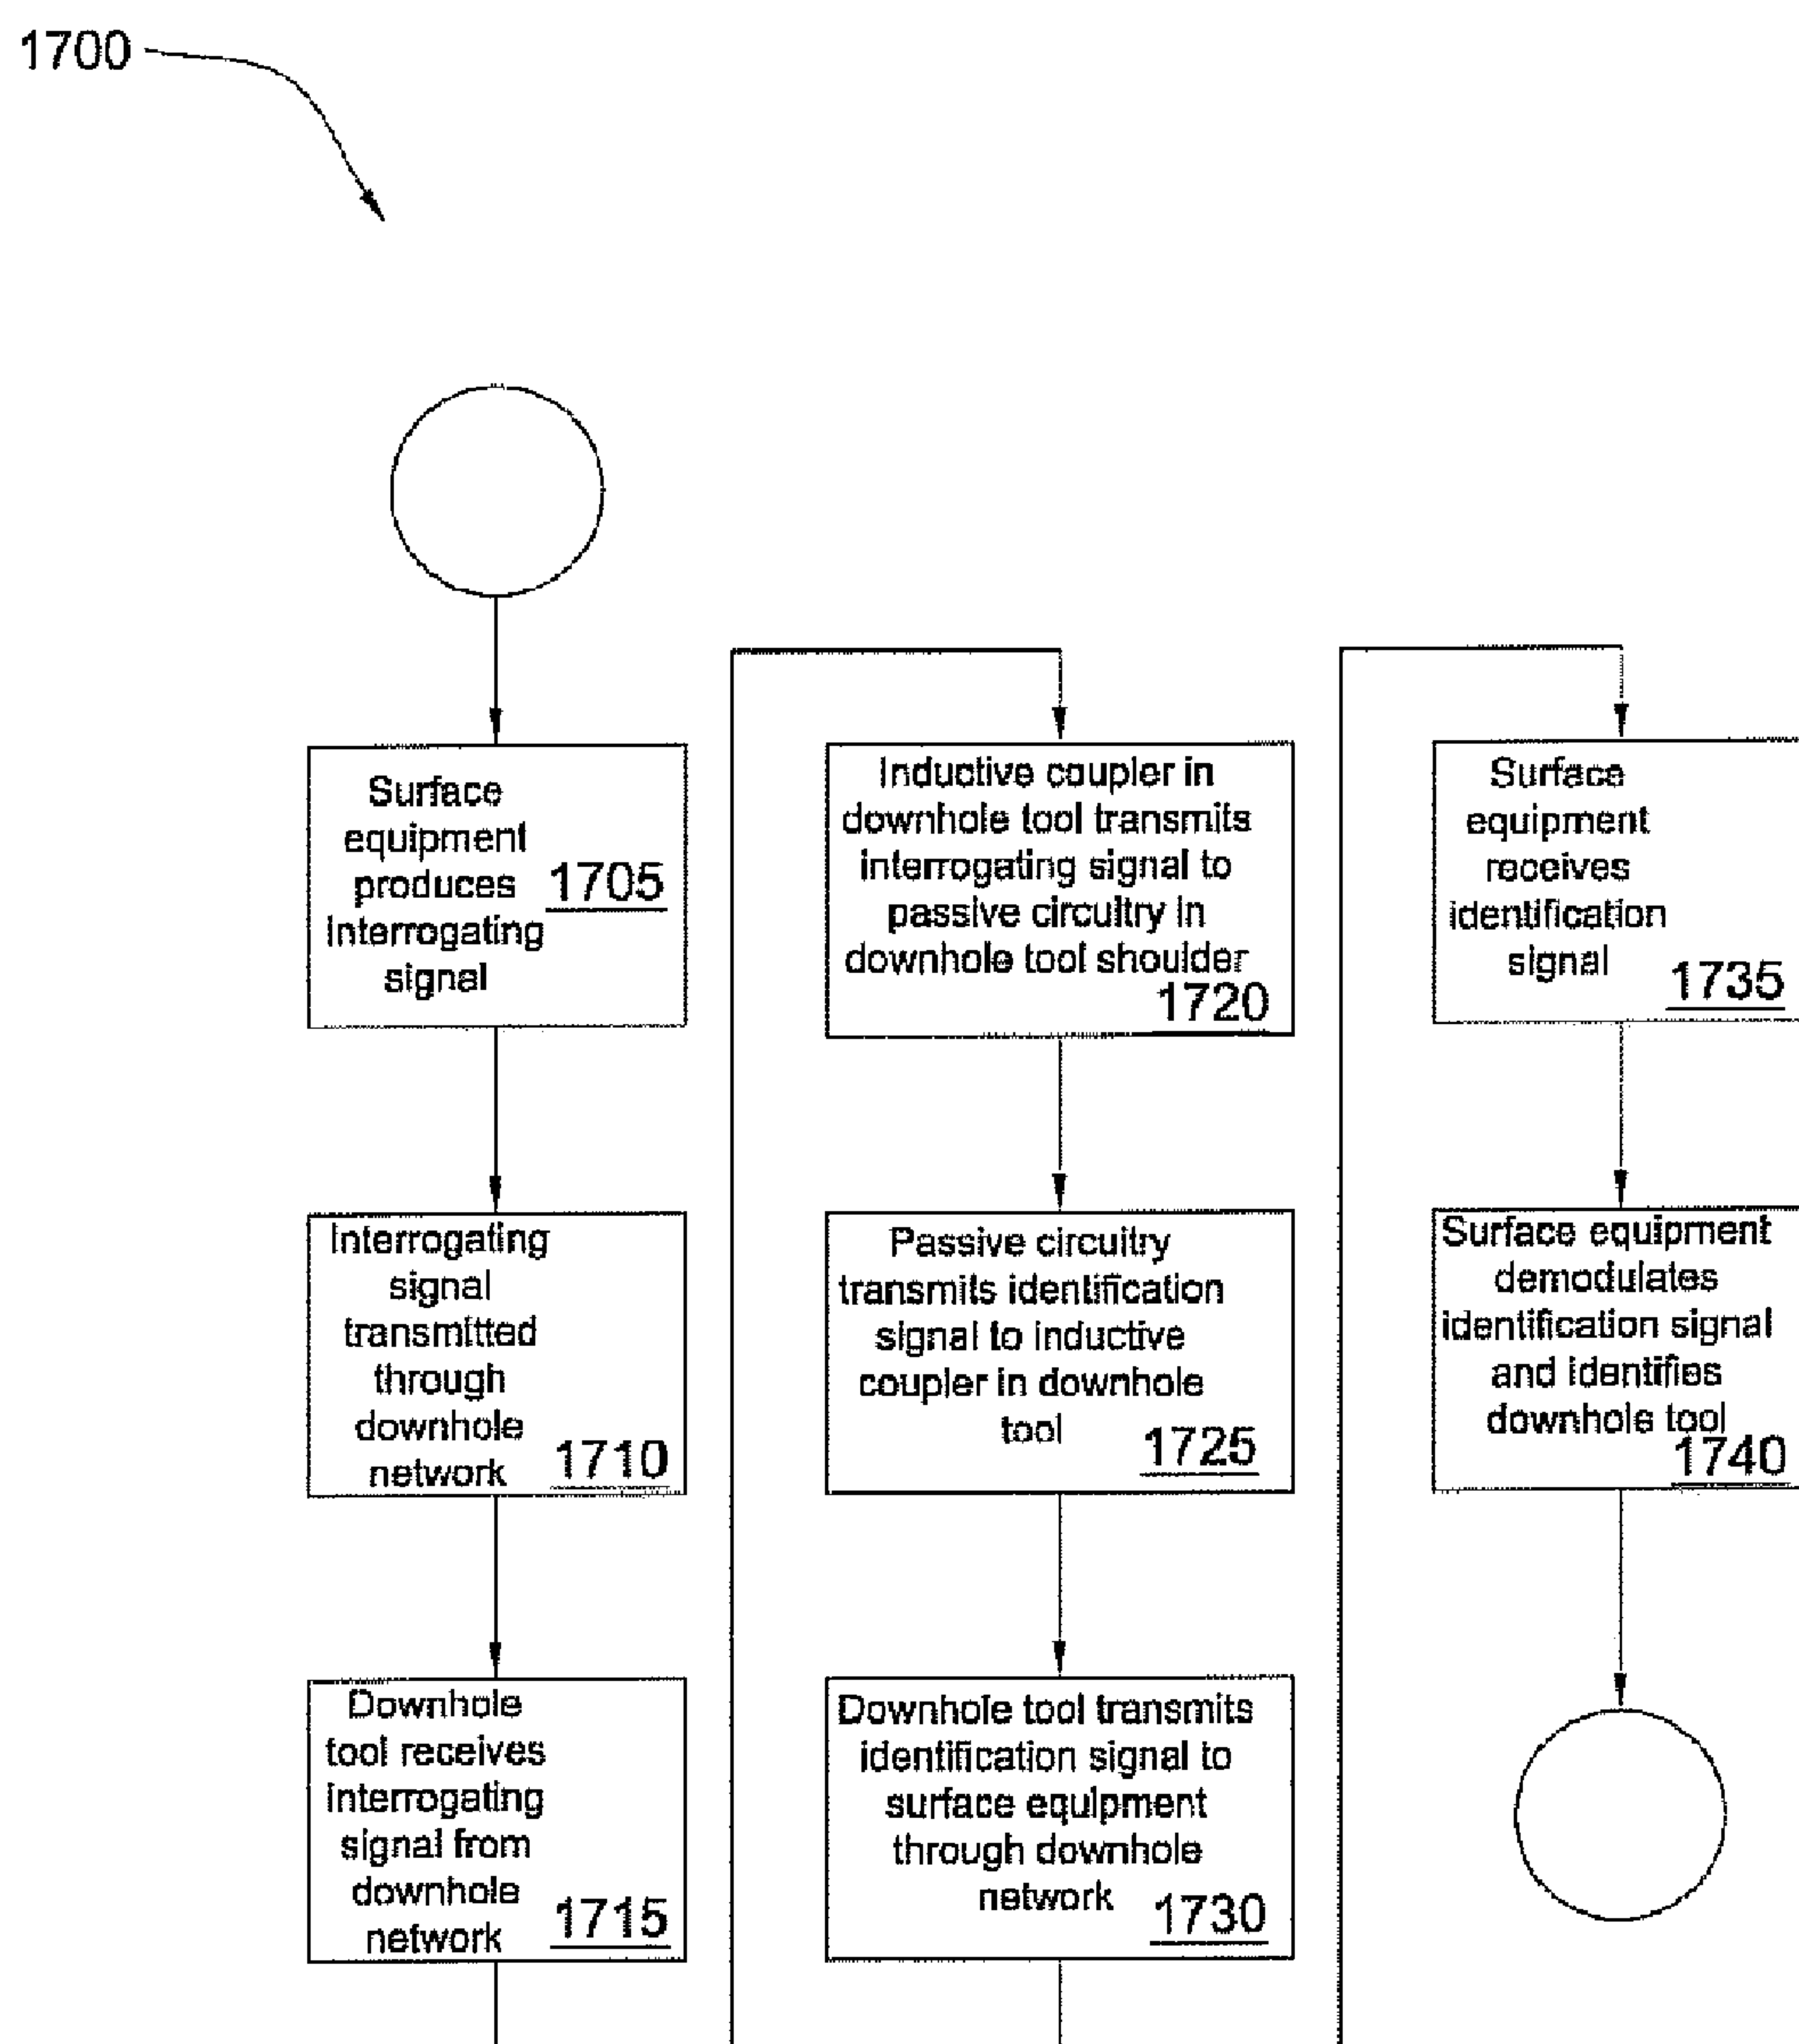 1700
Surface
equipment
produces
interrogating
signal
1705
Interrogating
signal
transmitted
through
downhole
network
1710
Downhole
tool receives
interrogating
signal from
downhole
network
1715
Inductive coupler in
downhole tool transmits
interrogating signal to
passive circuitry in
downhole tool shoulder
1720
Passive circuitry
transmits identification
signal to inductive
coupler in downhole
tool
1725
Downhole tool transmits
identification signal to
surface equipment
through downhole
network
1730
Surface
equipment
receives
identification
signal
1735
Surface equipment
demodulates
identification signal
and identifies
downhole tool
1740